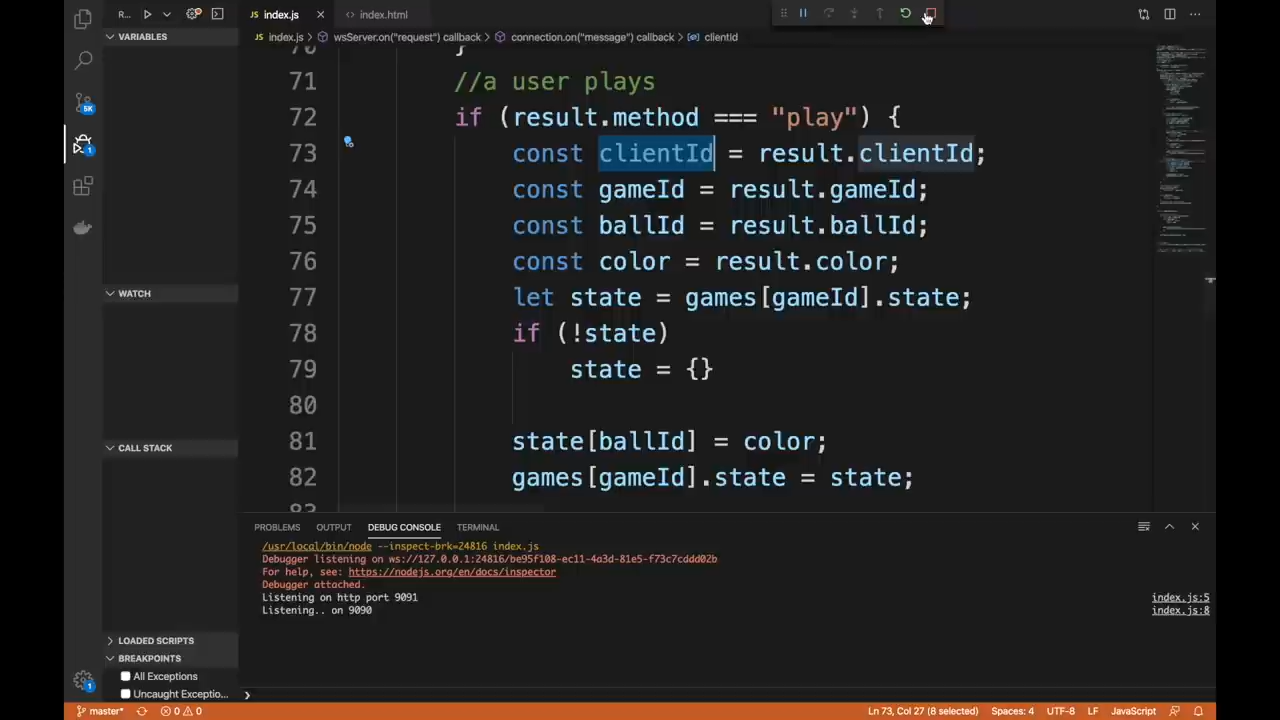 R...
index.js
index.html
index.js > wsServer.on("request") callback > connection.on("message") callback > clientId
VARIABLES
5K
1
WATCH
CALL STACK
LOADED SCRIPTS
BREAKPOINTS
All Exceptions
Uncaught Exceptio...
1
71 //a user plays
72 if (result.method === "play") {
73 const clientId = result.clientId;
74 const gameId = result.gameId;
75 const ballId = result.ballId;
76 const color = result.color;
77 let state = games[gameId].state;
78 if (!state)
79 state = {}
80
81 state[ballId] = color;
82 games[gameId].state = state;
PROBLEMS OUTPUT DEBUG CONSOLE TERMINAL
/usr/local/bin/node --inspect-brk=24816 index.js
Debugger listening on ws://127.0.0.1:24816/be95f108-ec11-4a3d-81e5-f73c7cddd02b
For help, see: https://nodejs.org/en/docs/inspector
Debugger attached.
Listening on http port 9091 index.js:5
Listening.. on 9090 index.js:8
master* 0 0 Ln 73, Col 27 (8 selected) Spaces: 4 UTF-8 LF JavaScript